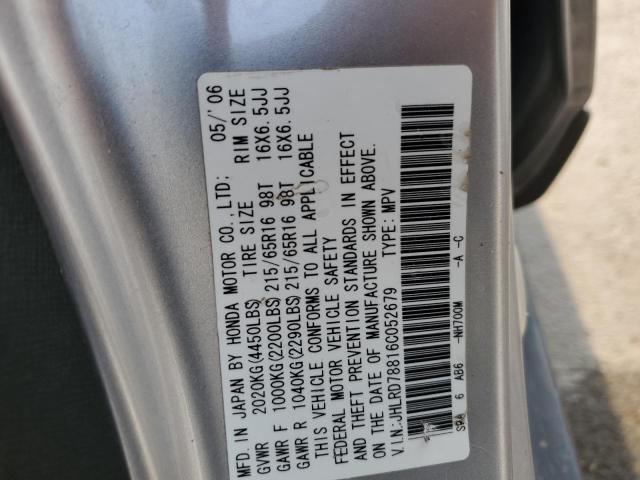 MFD. IN JAPAN BY HONDA MOTOR CO., LTD; 05/'06
GVWR 2020KG(4450LBS) TIRE SIZE RIM SIZE
GAWR F 1000KG(2200LBS) 215/65R16 98T 16X6.5JJ
GAWR R 1040KG(2290LBS) 215/65R16 98T 16X6.5JJ
THIS VEHICLE CONFORMS TO ALL APPLICABLE
FEDERAL MOTOR VEHICLE SAFETY
AND THEFT PREVENTION STANDARDS IN EFFECT
ON THE DATE OF MANUFACTURE SHOWN ABOVE.
V.I.N.:JHLRD78816C052679 TYPE: MPV
6 AB6 -NH700M -A -C